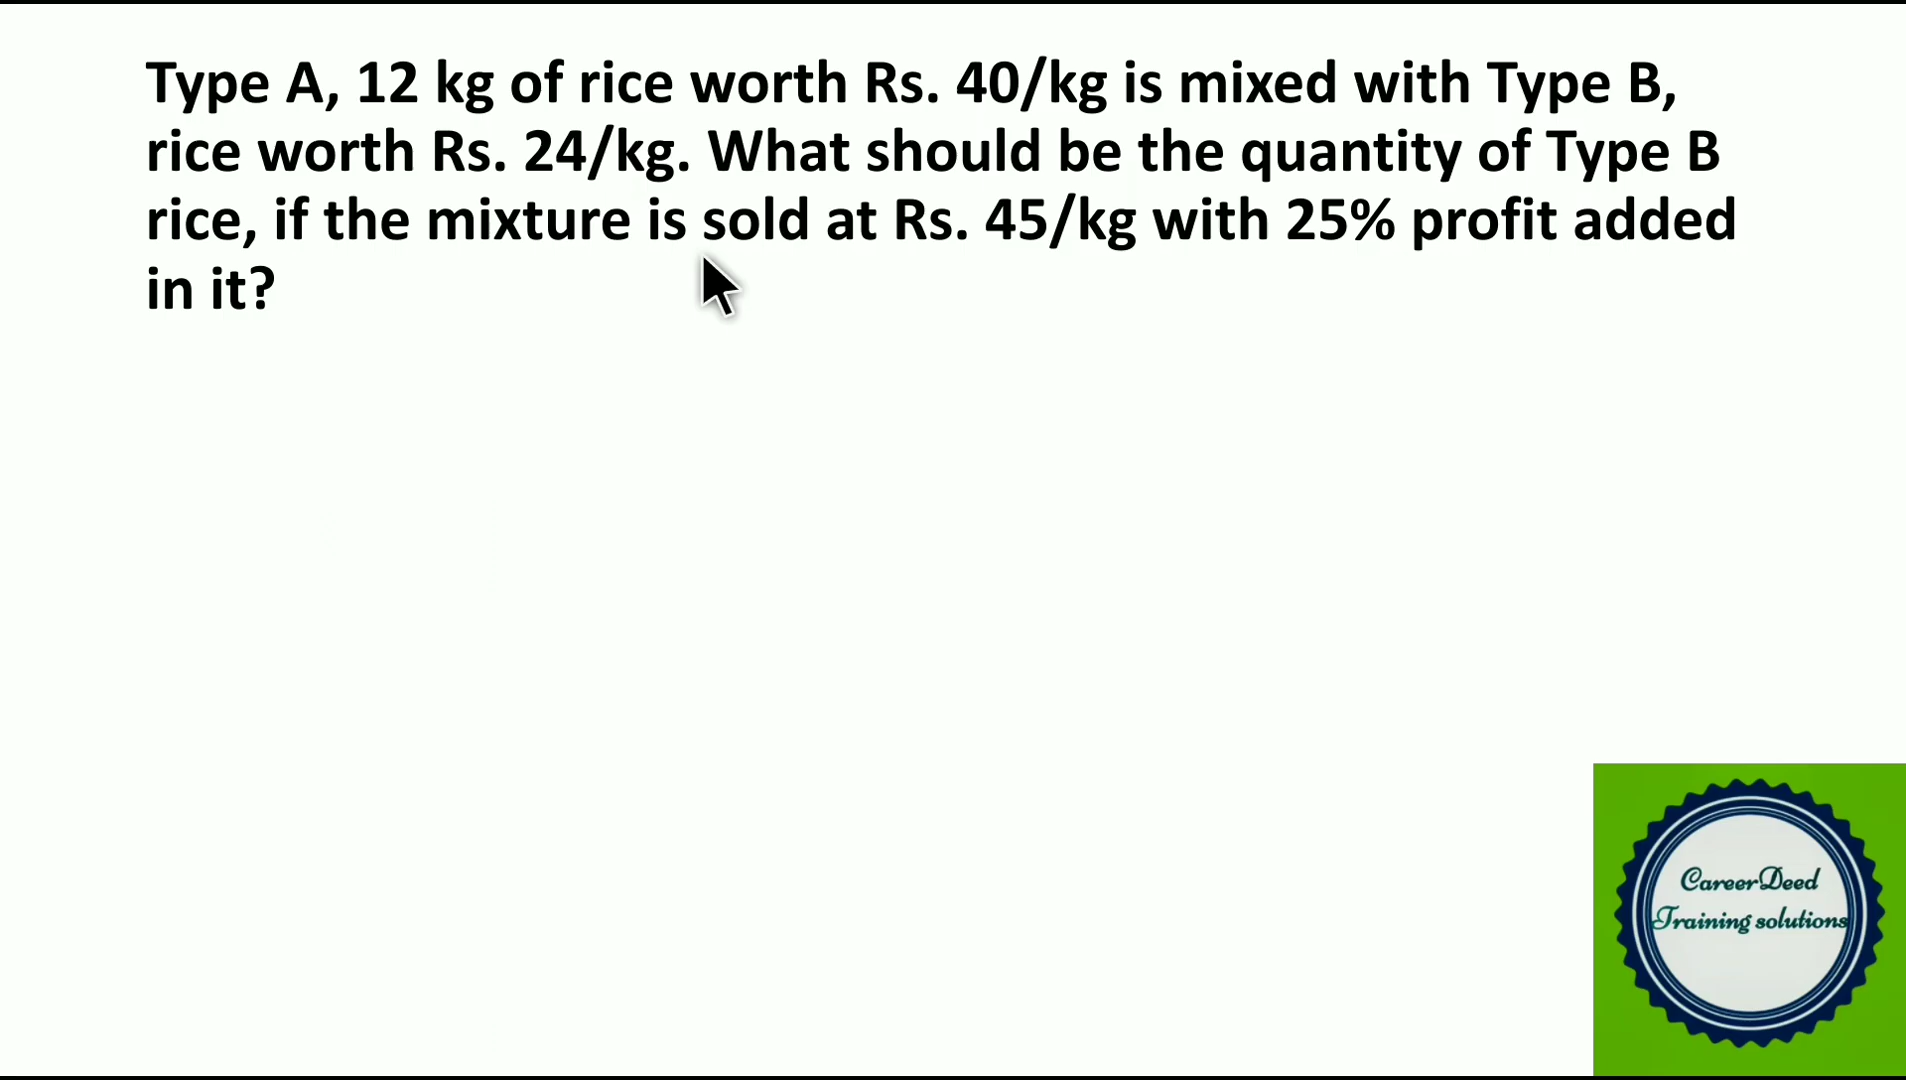 Type A, 12 kg of rice worth Rs. 40/kg is mixed with Type B,
rice worth Rs. 24/kg. What should be the quantity of Type B
rice, if the mixture is sold at Rs. 45/kg with 25% profit added
in it?
CareerDeed
Training solutions